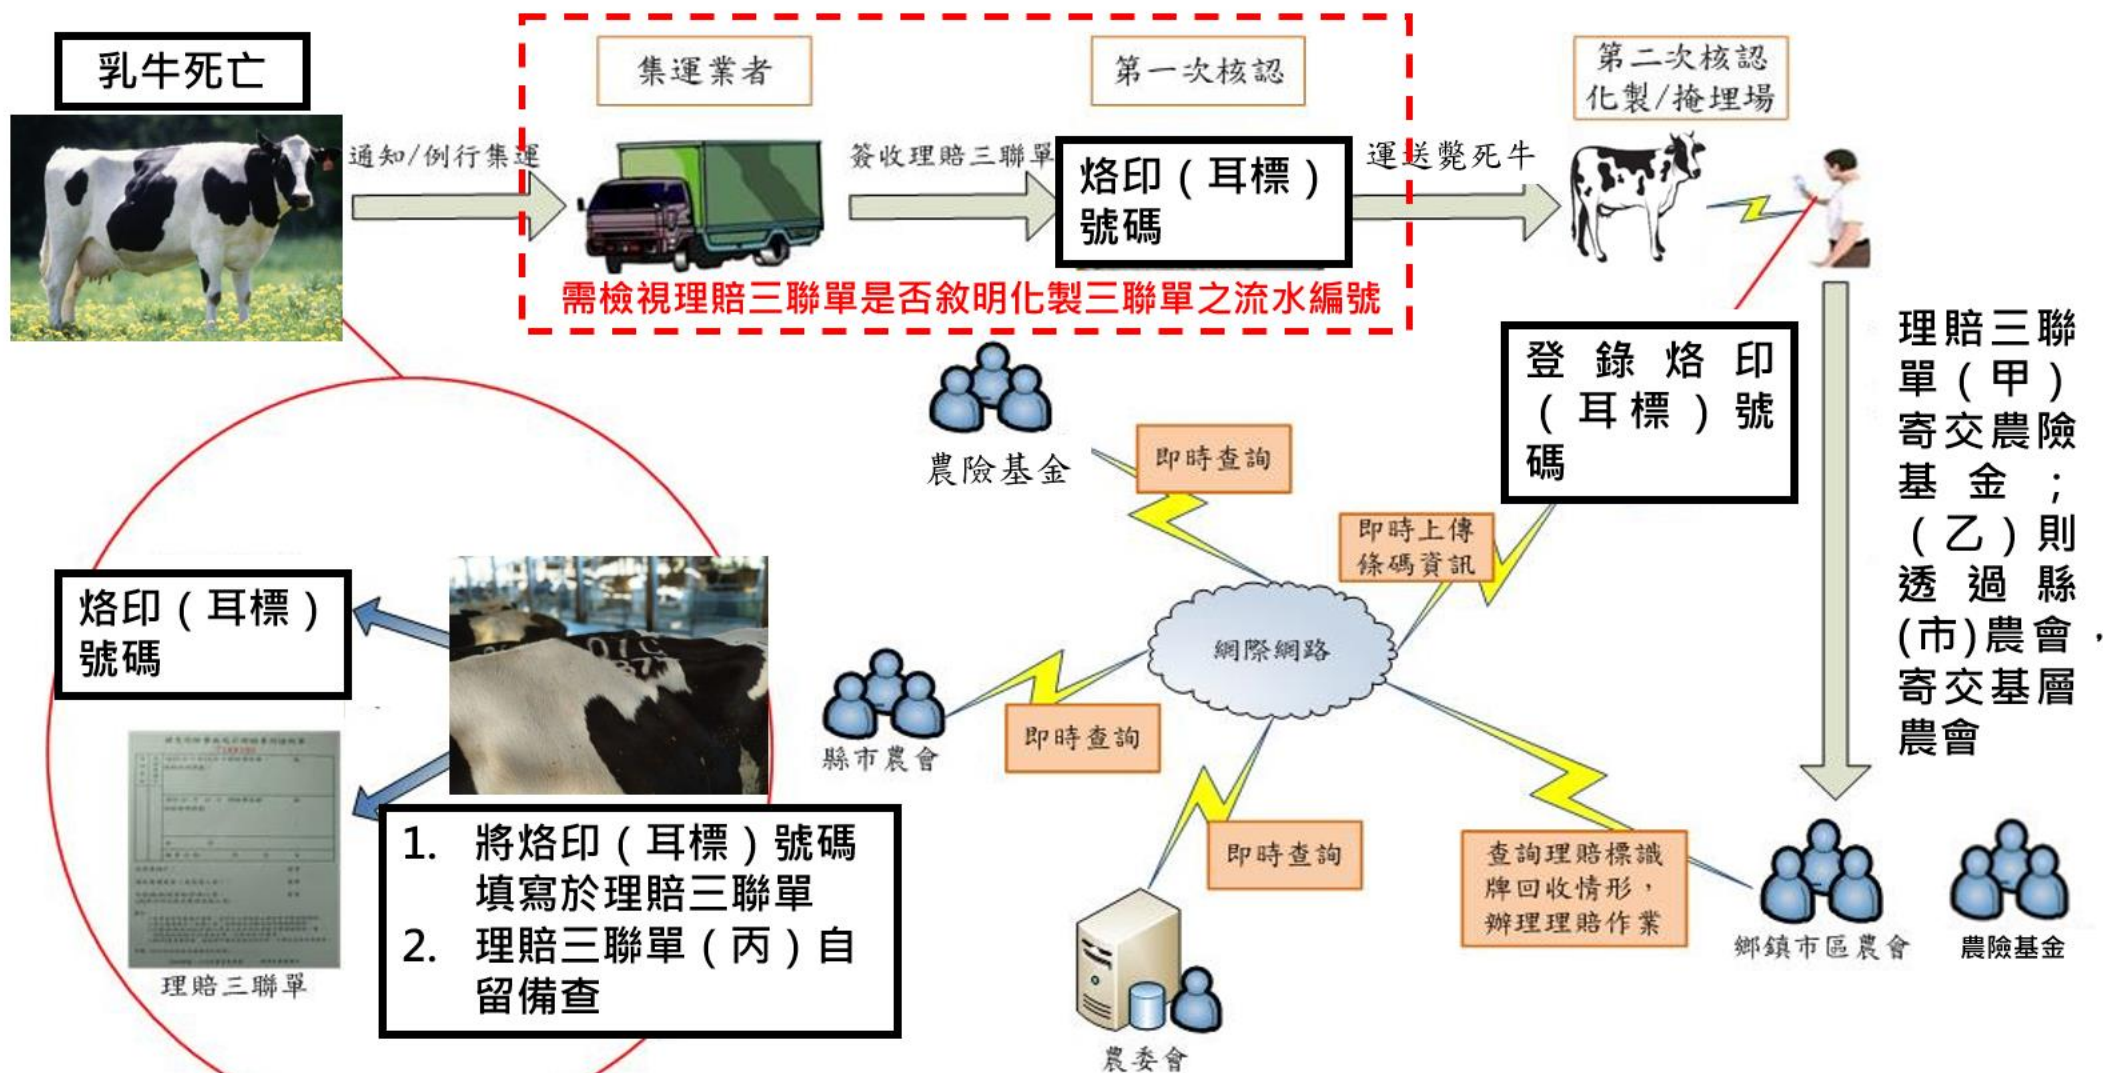 乳牛死亡
集運業者
第一次核認
第二次核認
化製/掩埋場
通知/例行集運
簽收理賠三聯單
烙印（耳標）
號碼
運送斃死牛
需檢視理賠三聯單是否敘明化製三聯單之流水編號
登錄烙印
（耳標）號
碼
理賠三聯
單（甲）
寄交農險
基金；
（乙）則
透過縣
(市)農會，
寄交基層
農會
農險基金
即時查詢
即時上傳
條碼資訊
網際網路
烙印（耳標）
號碼
縣市農會
即時查詢
理賠三聯單
1. 將烙印（耳標）號碼
填寫於理賠三聯單
2. 理賠三聯單（丙）自
留備查
即時查詢
農委會
查詢理賠標識
牌回收情形，
辦理理賠作業
鄉鎮市區農會
農險基金